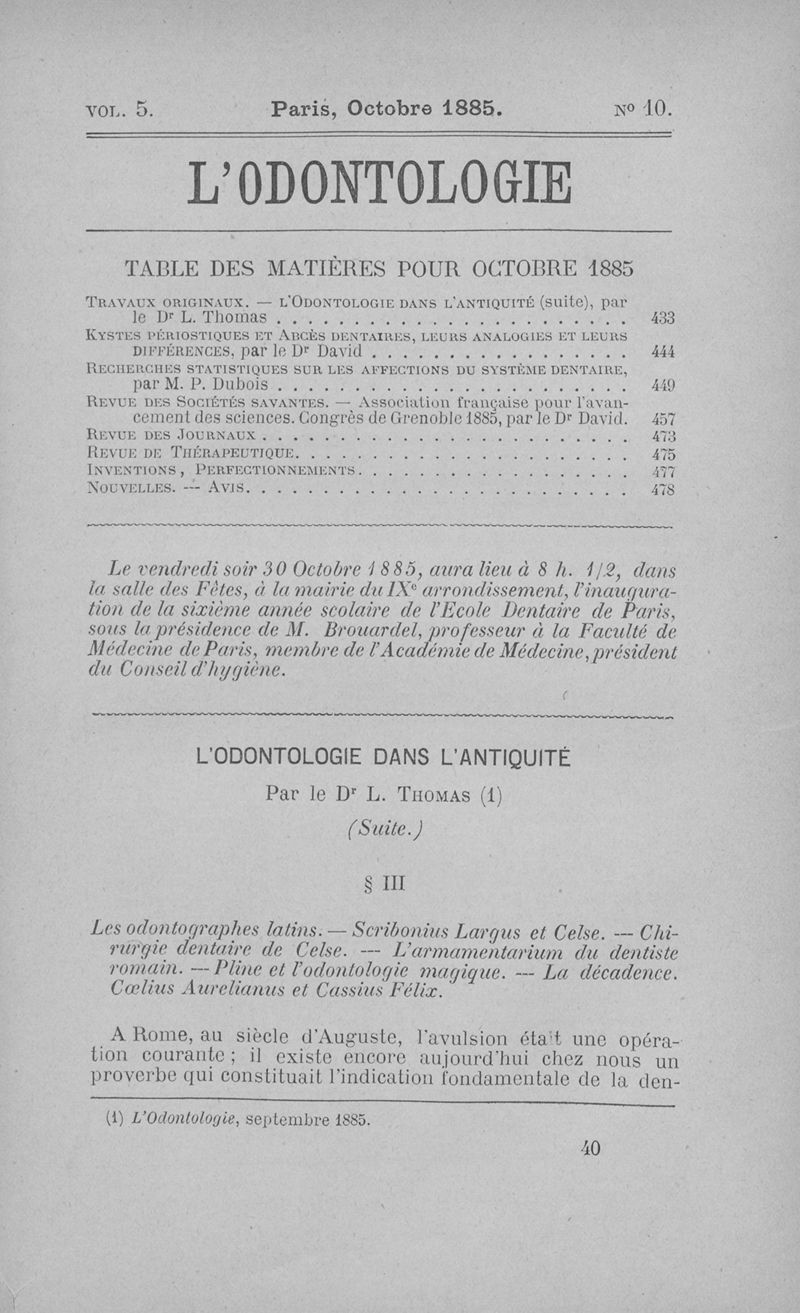 VOL. 5. Paris, Octobre 1885. No 10.
L'ODONTOLOGIE
TABLE DES MATIÈRES POUR OCTOBRE 1885
TRAVAUX ORIGINAUX. — L'ODONTOLOGIE DANS L'ANTIQUITÉ (suite), par
le Dr L. Thomas . . . . . . . . . . . . . . . . . . . . . . . 433
KYSTES PÉRIOSTIQUES ET ABCÈS DENTAIRES, LEURS ANALOGIES ET LEURS
DIFFÉRENCES, par le Dr David . . . . . . . . . . . . . . . . . 444
RECHERCHES STATISTIQUES SUR LES AFFECTIONS DU SYSTÈME DENTAIRE,
par M. P. Dubois . . . . . . . . . . . . . . . . . . . . . . . 449
REVUE DES SOCIÉTÉS SAVANTES. — Association française pour l'avan-
cement des sciences. Congrès de Grenoble 1885, par le Dr David. 457
REVUE DES JOURNAUX . . . . . . . . . . . . . . . . . . . . . . . . 473
REVUE DE THÉRAPEUTIQUE. . . . . . . . . . . . . . . . . . . . . . 475
INVENTIONS, PERFECTIONNEMENTS. . . . . . . . . . . . . . . . . . 477
NOUVELLES. — AVIS. . . . . . . . . . . . . . . . . . . . . . . . . 478
Le vendredi soir 30 Octobre 1885, aura lieu à 8 h. 1/2, dans
la salle des Fêtes, à la mairie du IXe arrondissement, l'inaugura-
tion de la sixième année scolaire de l'Ecole Dentaire de Paris,
sous la présidence de M. Brouardel, professeur à la Faculté de
Médecine de Paris, membre de l'Académie de Médecine, président
du Conseil d'hygiène.
L'ODONTOLOGIE DANS L'ANTIQUITÉ
Par le Dr L. THOMAS (1)
(Suite.)
§ III
Les odontographes latins. — Scribonius Largus et Celse. — Chi-
rurgie dentaire de Celse. — L'armamentarium du dentiste
romain. — Pline et l'odontologie magique. — La décadence.
Cœlius Aurelianus et Cassius Félix.
A Rome, au siècle d'Auguste, l'avulsion était une opéra-
tion courante ; il existe encore aujourd'hui chez nous un
proverbe qui constituait l'indication fondamentale de la den-
(1) L'Odontologie, septembre 1885.
40